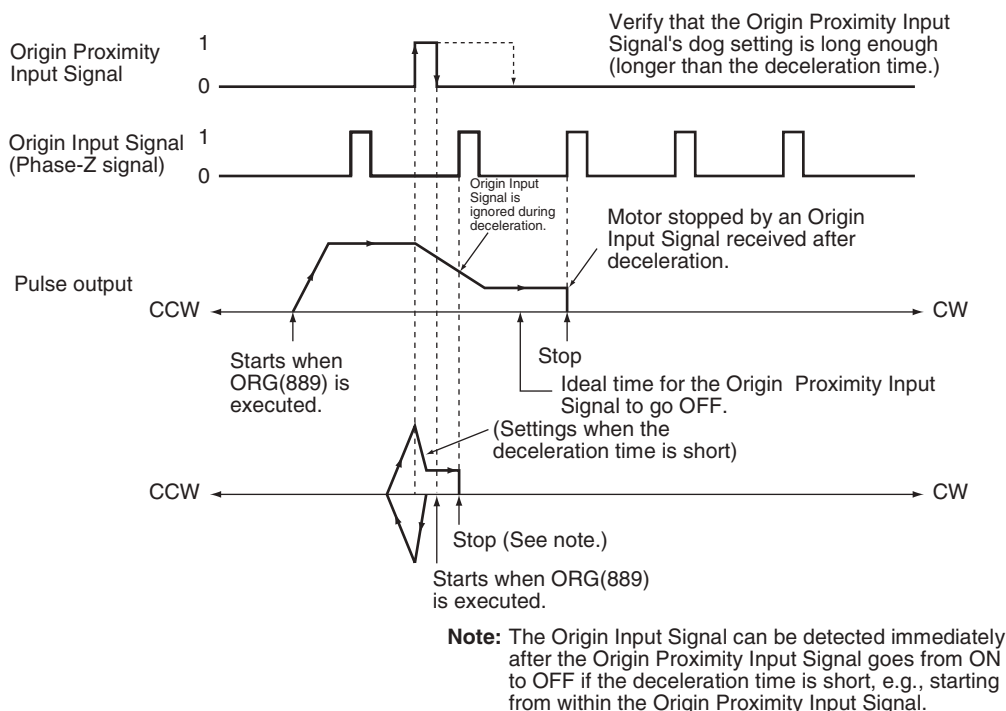 Origin Proximity
Input Signal
1
0
Verify that the Origin Proximity Input
Signal's dog setting is long enough
(longer than the deceleration time.)
Origin Input Signal
(Phase-Z signal)
1
0
Origin Input
Signal is
ignored during
deceleration.
Motor stopped by an Origin
Input Signal received after
deceleration.
Pulse output
CCW
CW
Starts when
ORG(889) is
executed.
Stop
Ideal time for the Origin Proximity Input
Signal to go OFF.
(Settings when the
deceleration time is short)
CCW
CW
Stop (See note.)
Starts when ORG(889)
is executed.
Note: The Origin Input Signal can be detected immediately
after the Origin Proximity Input Signal goes from ON
to OFF if the deceleration time is short, e.g., starting
from within the Origin Proximity Input Signal.